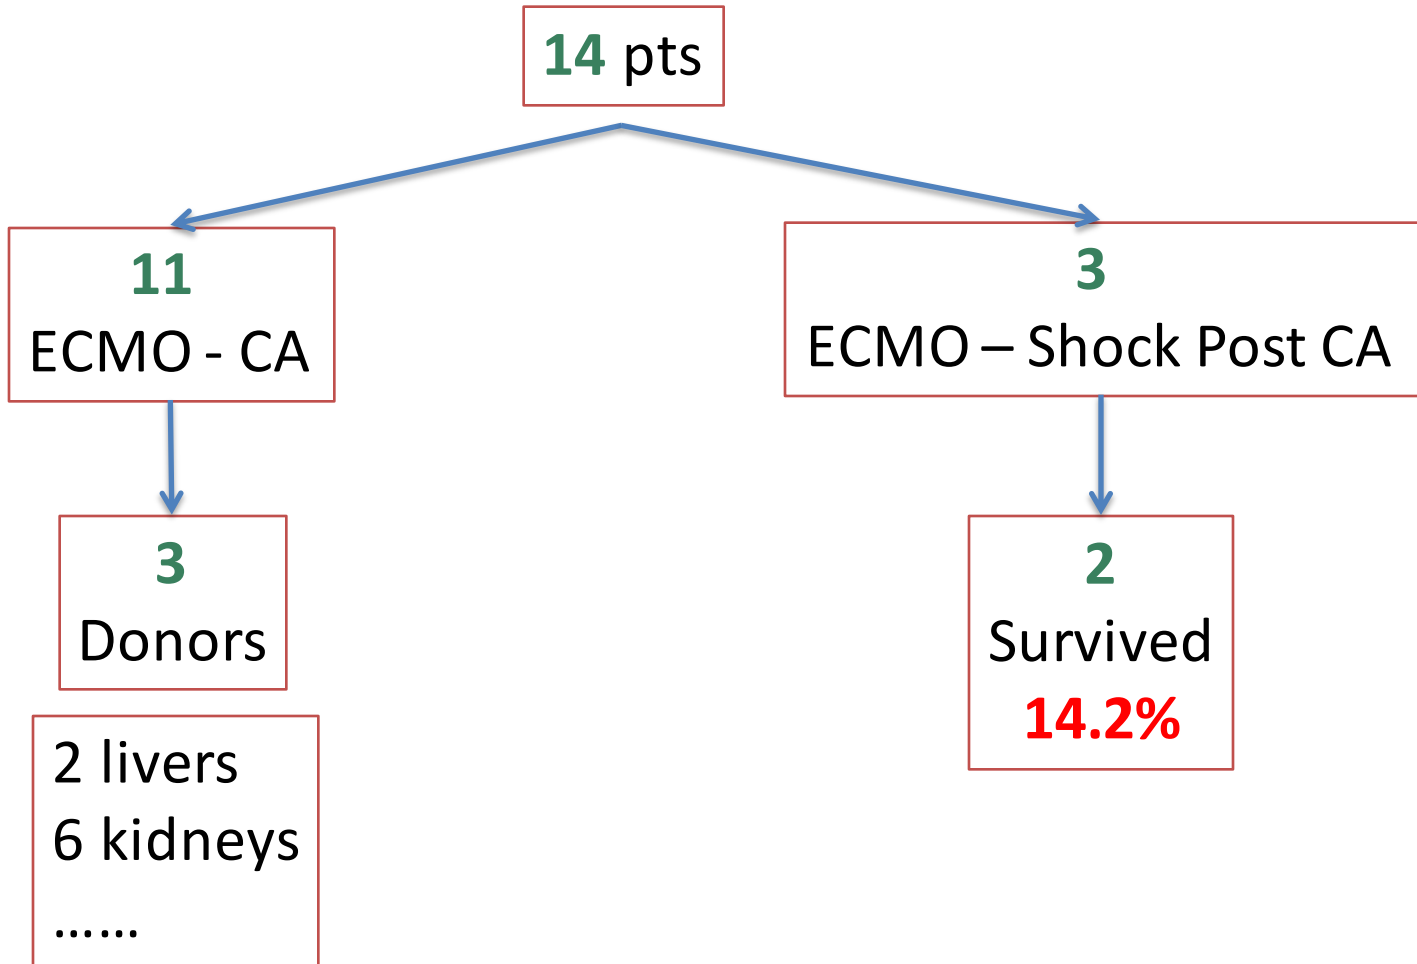 14 pts
11
ECMO - CA
3
ECMO – Shock Post CA
3
Donors
2
Survived
14.2%
2 livers
6 kidneys
......